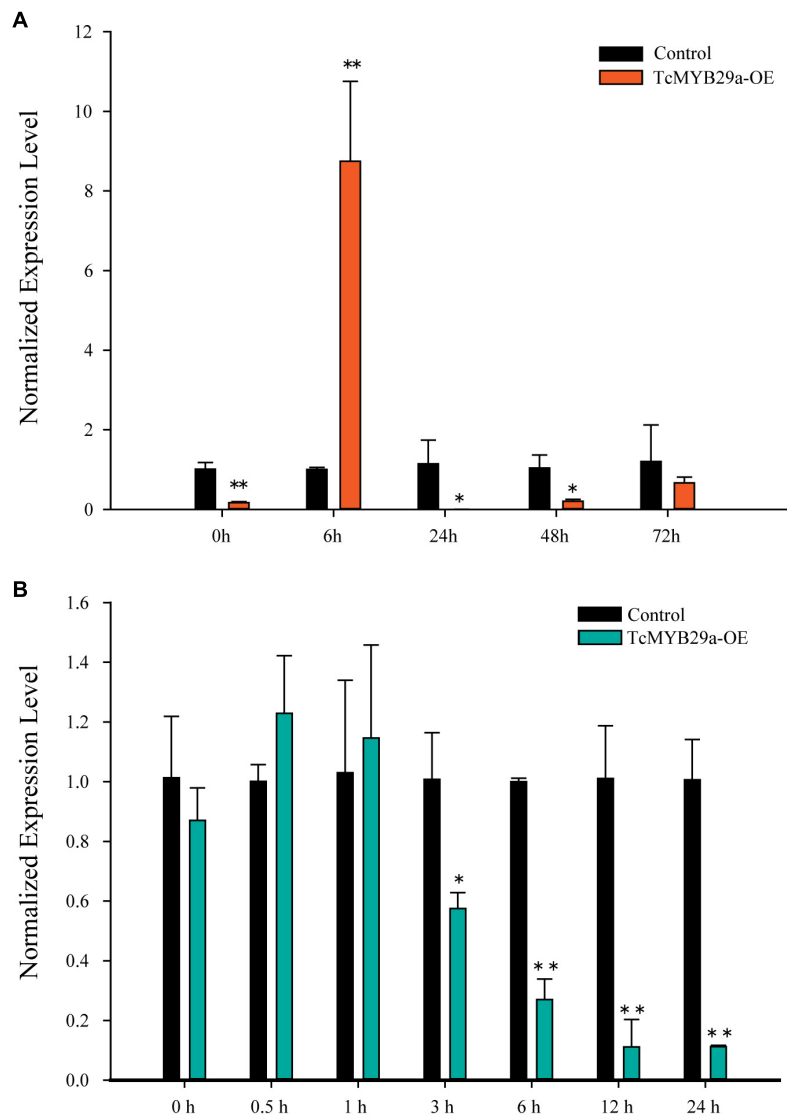 A
12
Control
TcMYB29a-OE
10
8
6
4
2
0
Normalized Expression Level
**
**
*
*
0h
6h
24h
48h
72h
B
1.6
Control
TcMYB29a-OE
1.4
1.2
1.0
0.8
0.6
0.4
0.2
0.0
Normalized Expression Level
*
**
**
**
0 h
0.5 h
1 h
3 h
6 h
12 h
24 h